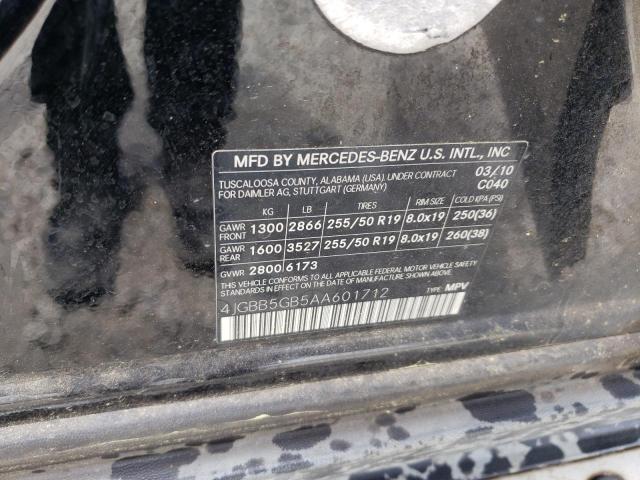 MFD BY MERCEDES-BENZ U.S. INTL., INC
TUSCALOOSA COUNTY, ALABAMA (USA), UNDER CONTRACT 03/10
FOR DAIMLER AG, STUTTGART (GERMANY) C040
KG LB TIRES RIM SIZE COLD KPA (PSI)
GAWR FRONT 1300 2866 255/50 R19 8.0x19 250(36)
GAWR REAR 1600 3527 255/50 R19 8.0x19 260(38)
GVWR 2800 6173
THIS VEHICLE CONFORMS TO ALL APPLICABLE FEDERAL MOTOR VEHICLE SAFETY
STANDARDS IN EFFECT ON THE DATE OF MANUFACTURE SHOWN ABOVE.
4JGBB5GB5AA601712 TYPE: MPV